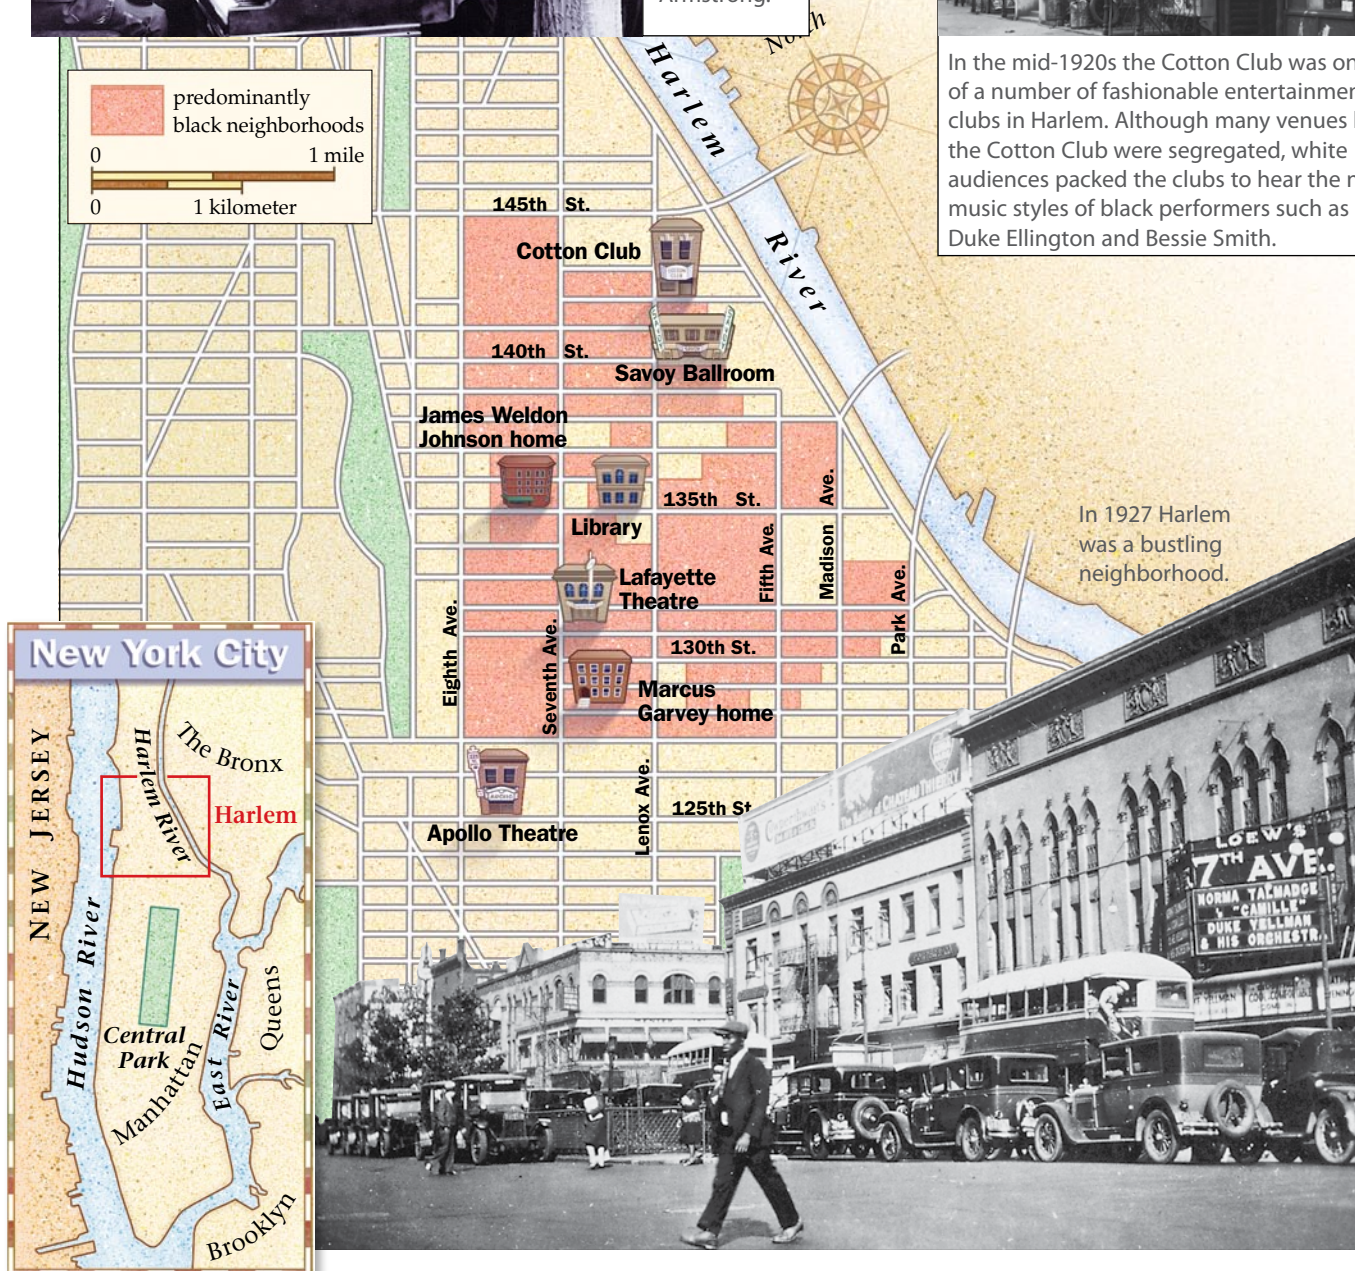 Armstrong.
North
In the mid-1920s the Cotton Club was on
of a number of fashionable entertainmen
clubs in Harlem. Although many venues
the Cotton Club were segregated, white
audiences packed the clubs to hear the n
music styles of black performers such as
Duke Ellington and Bessie Smith.
predominantly
black neighborhoods
0 1 mile
0 1 kilometer
Harlem
River
145th St.
Cotton Club
140th St.
Savoy Ballroom
James Weldon
Johnson home
135th St.
Library
Lafayette
Theatre
Fifth Ave.
Madison Ave.
Park Ave.
Eighth Ave.
Seventh Ave.
130th St.
Marcus
Garvey home
Lenox Ave.
125th St
Apollo Theatre
In 1927 Harlem
was a bustling
neighborhood.
New York City
NEW JERSEY
Harlem River
The Bronx
Harlem
Hudson River
Central
Park
Manhattan
East River
Queens
Brooklyn
LOEW'S
7TH AVE.
NORMA TALMADGE
"CAMILLE"
DUKE YELLMAN
& HIS ORCHESTR